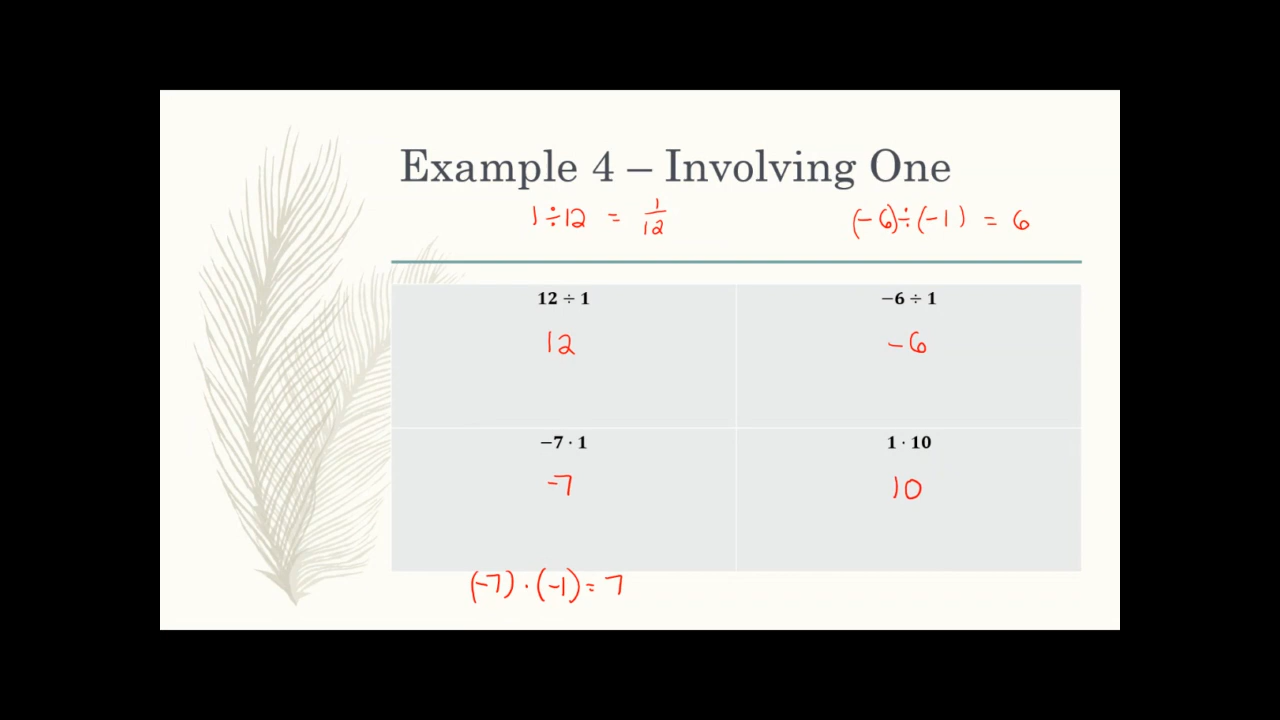 Example 4 – Involving One
1 ÷ 12 = 1/12
(-6) ÷ (-1) = 6
12 ÷ 1
−6 ÷ 1
12
-6
−7 · 1
1 · 10
-7
10
(-7) · (-1) = 7